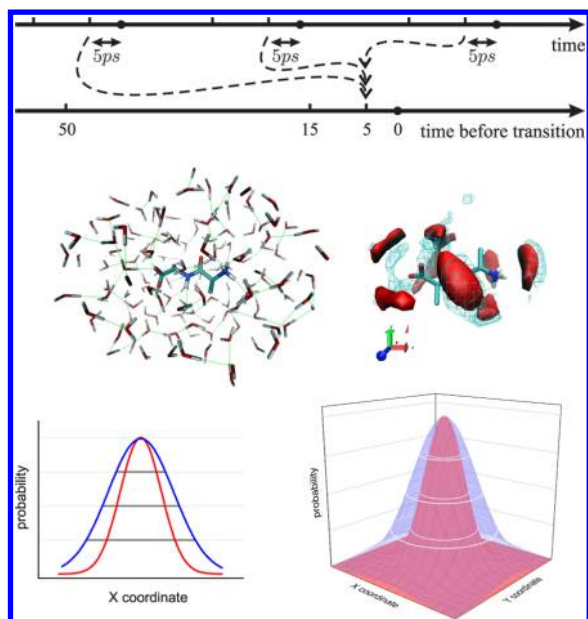 5ps 5ps 5ps time
50 15 5 0 time before transition
probability
X coordinate
probability
X coordinate
Y coordinate